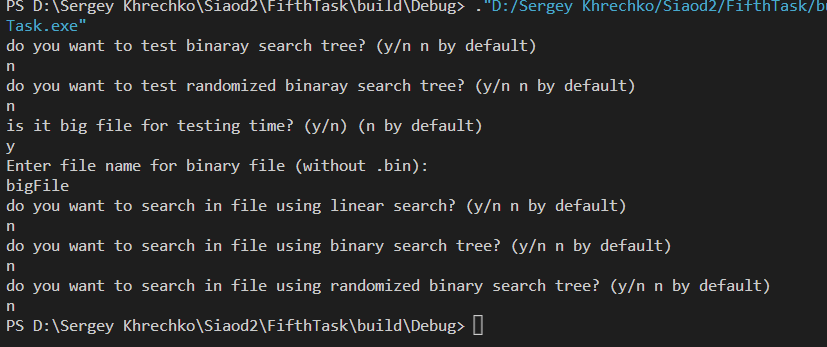 PS D:\Sergey Khrechko\Siaod2\FifthTask\build\Debug> ."D:/Sergey Khrechko/Siaod2/FifthTask/bu
Task.exe"
do you want to test binaray search tree? (y/n n by default)
n
do you want to test randomized binaray search tree? (y/n n by default)
n
is it big file for testing time? (y/n) (n by default)
y
Enter file name for binary file (without .bin):
bigFile
do you want to search in file using linear search? (y/n n by default)
n
do you want to search in file using binary search tree? (y/n n by default)
n
do you want to search in file using randomized binary search tree? (y/n n by default)
n
PS D:\Sergey Khrechko\Siaod2\FifthTask\build\Debug>